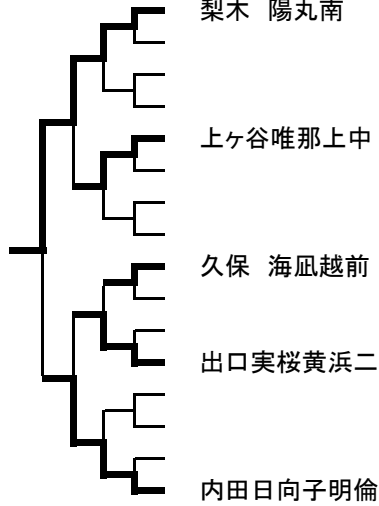 梨木　陽丸南
上ヶ谷唯那上中
久保　海凪越前
出口実桜黄浜二
内田日向子明倫